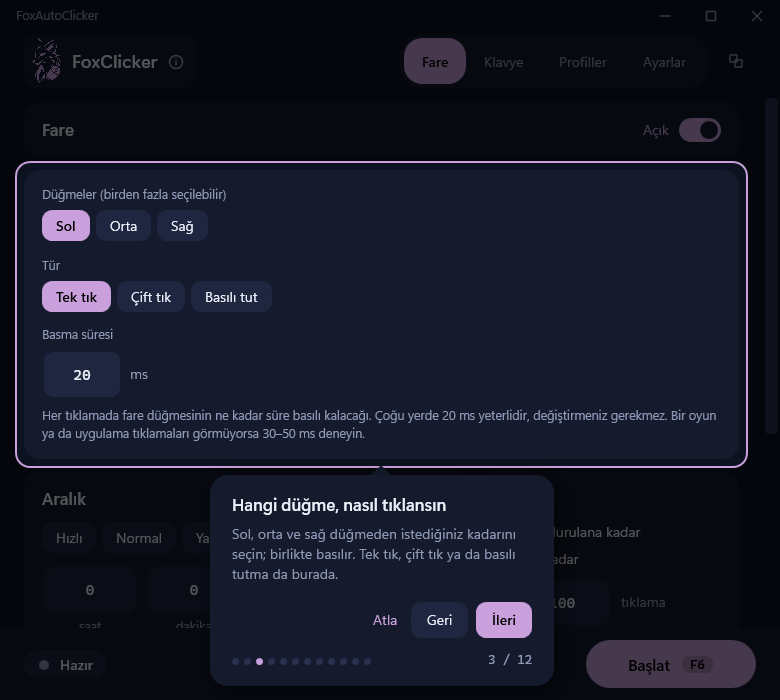 FoxAutoClicker
FoxClicker
Fare
Klavye
Profiller
Ayarlar
Fare
Açık
Düğmeler (birden fazla seçilebilir)
Sol
Orta
Sağ
Tür
Tek tık
Çift tık
Basılı tut
Basma süresi
20
ms
Her tıklamada fare düğmesinin ne kadar süre basılı kalacağı. Çoğu yerde 20 ms yeterlidir, değiştirmeniz gerekmez. Bir oyun
ya da uygulama tıklamaları görmüyorsa 30–50 ms deneyin.
Aralık
Hızlı
Normal
0
0
saat
tıklama
Hangi düğme, nasıl tıklansın
Sol, orta ve sağ düğmeden istediğiniz kadarını
seçin; birlikte basılır. Tek tık, çift tık ya da basılı
tutma da burada.
Atla
Geri
İleri
3 / 12
Hazır
Başlat
F6